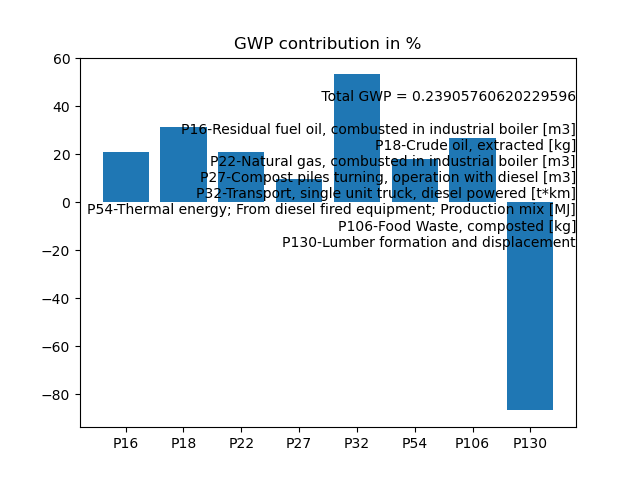 GWP contribution in %
60
40
20
0
−20
−40
−60
−80
Total GWP = 0.23905760620229596
P16-Residual fuel oil, combusted in industrial boiler [m3]
P18-Crude oil, extracted [kg]
P22-Natural gas, combusted in industrial boiler [m3]
P27-Compost piles turning, operation with diesel [m3]
P32-Transport, single unit truck, diesel powered [t*km]
P54-Thermal energy; From diesel fired equipment; Production mix [MJ]
P106-Food Waste, composted [kg]
P130-Lumber formation and displacement
P16 P18 P22 P27 P32 P54 P106 P130